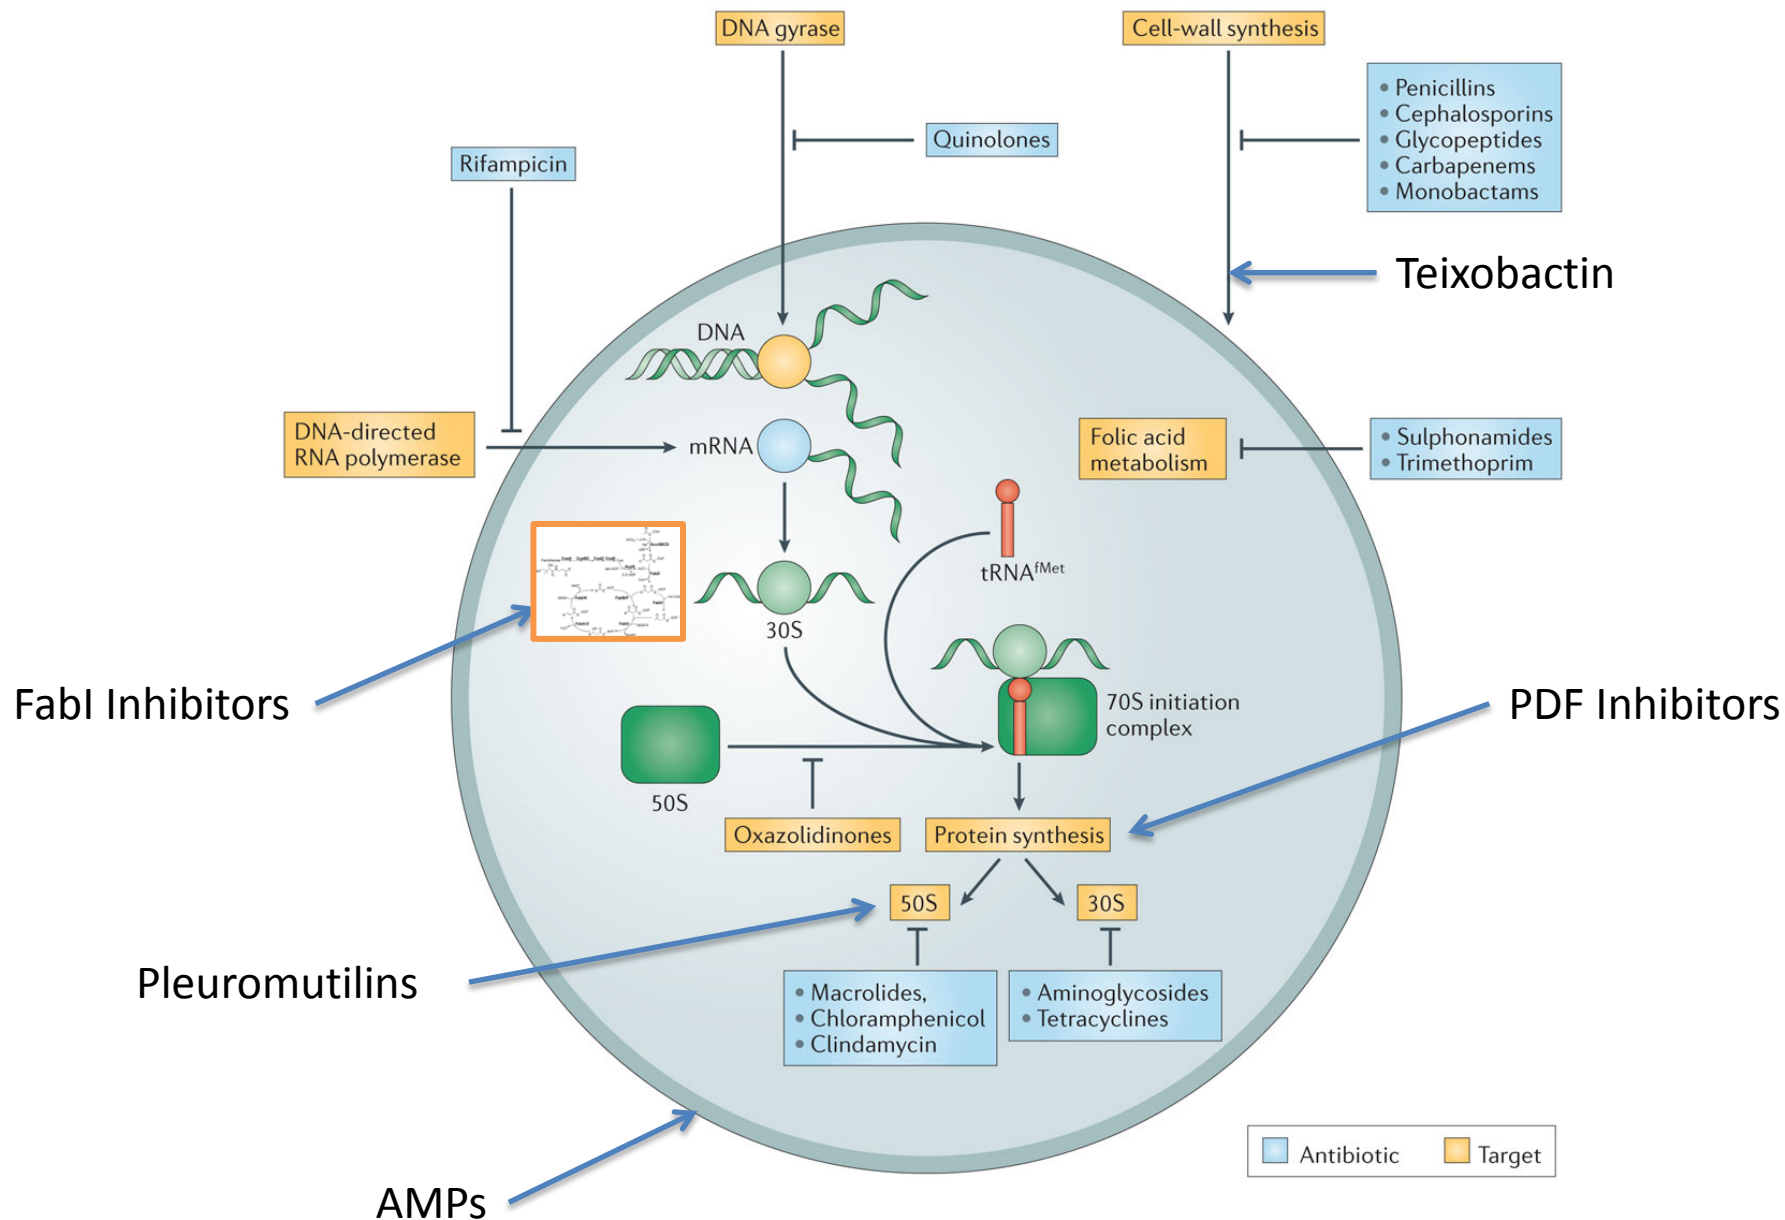 DNA gyrase
Cell-wall synthesis
• Penicillins
• Cephalosporins
• Glycopeptides
• Carbapenems
• Monobactams
Quinolones
Rifampicin
Teixobactin
DNA
DNA-directed
RNA polymerase
mRNA
Folic acid
metabolism
• Sulphonamides
• Trimethoprim
tRNAfMet
30S
FabI Inhibitors
70S initiation
complex
PDF Inhibitors
50S
Oxazolidinones
Protein synthesis
50S
30S
Pleuromutilins
• Macrolides,
• Chloramphenicol
• Clindamycin
• Aminoglycosides
• Tetracyclines
AMPs
Antibiotic
Target